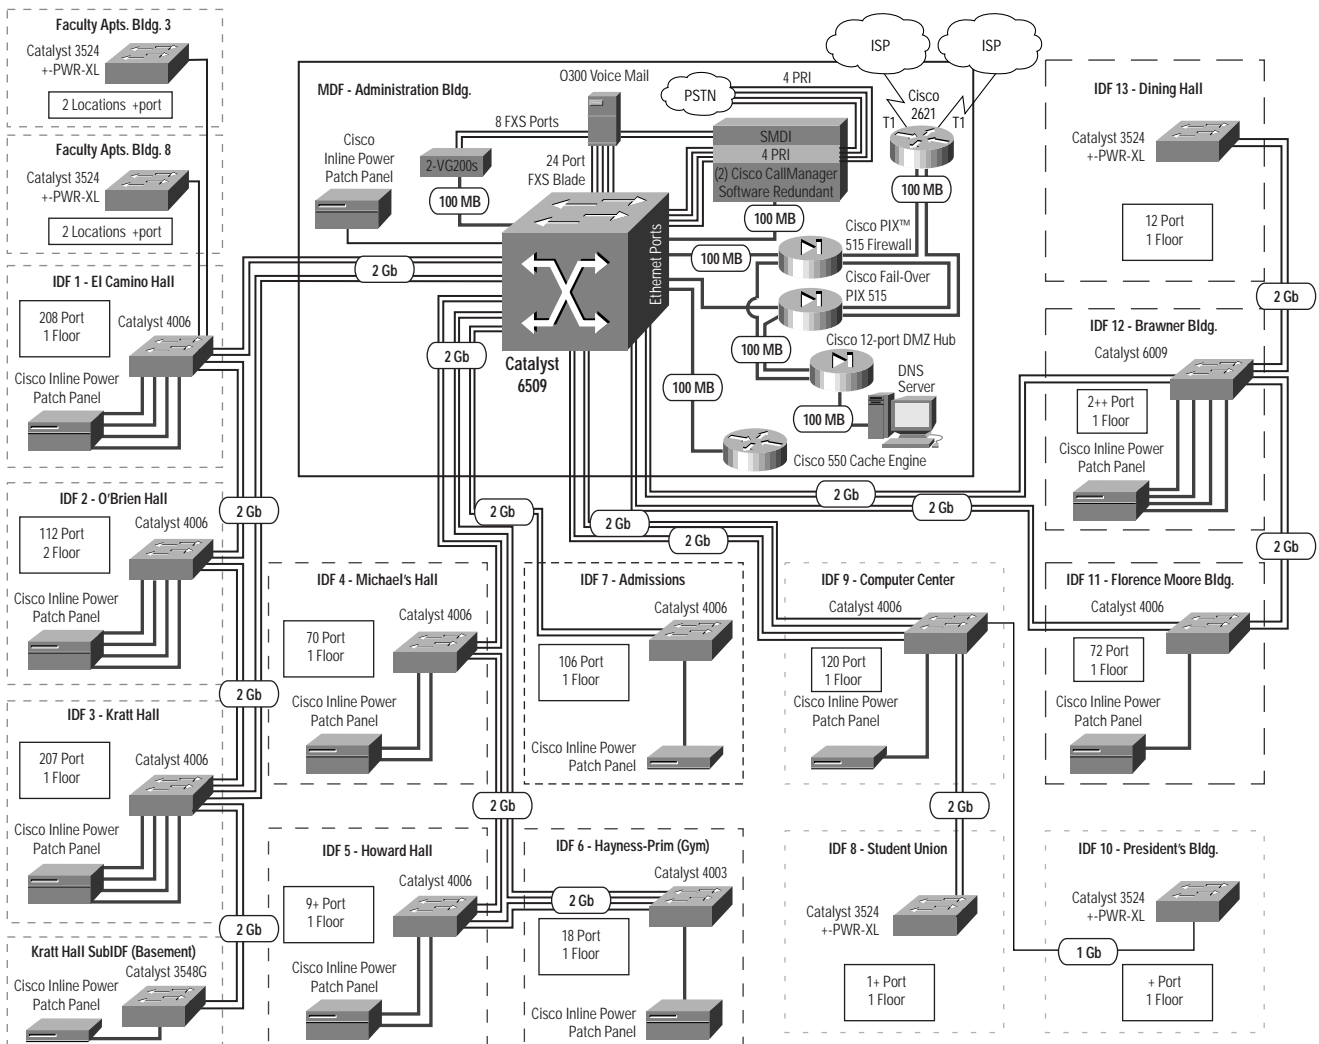 Faculty Apts. Bldg. 3
Catalyst 3524
+-PWR-XL
2 Locations +port
Faculty Apts. Bldg. 8
Catalyst 3524
+-PWR-XL
2 Locations +port
IDF 1 - El Camino Hall
208 Port
1 Floor
Catalyst 4006
Cisco Inline Power
Patch Panel
IDF 2 - O'Brien Hall
112 Port
2 Floor
Catalyst 4006
Cisco Inline Power
Patch Panel
IDF 3 - Kratt Hall
207 Port
1 Floor
Catalyst 4006
Cisco Inline Power
Patch Panel
Kratt Hall SubIDF (Basement)
Catalyst 3548G
Cisco Inline Power
Patch Panel
2 Gb
2 Gb
2 Gb
2 Gb
MDF - Administration Bldg.
Cisco
Inline Power
Patch Panel
8 FXS Ports
2-VG200s
100 MB
O300 Voice Mail
24 Port
FXS Blade
PSTN
4 PRI
SMDI
4 PRI
(2) Cisco CallManager
Software Redundant
100 MB
ISP
ISP
T1
Cisco
2621
T1
100 MB
Ethernet Ports
Catalyst
6509
100 MB
Cisco PIX™
515 Firewall
Cisco Fail-Over
PIX 515
100 MB
Cisco 12-port DMZ Hub
100 MB
DNS
Server
100 MB
Cisco 550 Cache Engine
2 Gb
2 Gb
2 Gb
2 Gb
2 Gb
2 Gb
IDF 4 - Michael's Hall
70 Port
1 Floor
Catalyst 4006
Cisco Inline Power
Patch Panel
2 Gb
IDF 5 - Howard Hall
9+ Port
1 Floor
Catalyst 4006
Cisco Inline Power
Patch Panel
IDF 6 - Hayness-Prim (Gym)
Catalyst 4003
2 Gb
18 Port
1 Floor
Cisco Inline Power
Patch Panel
IDF 7 - Admissions
Catalyst 4006
106 Port
1 Floor
Cisco Inline Power
Patch Panel
IDF 9 - Computer Center
Catalyst 4006
120 Port
1 Floor
Cisco Inline Power
Patch Panel
2 Gb
IDF 8 - Student Union
Catalyst 3524
+-PWR-XL
1+ Port
1 Floor
IDF 13 - Dining Hall
Catalyst 3524
+-PWR-XL
12 Port
1 Floor
2 Gb
IDF 12 - Brawner Bldg.
Catalyst 6009
2++ Port
1 Floor
Cisco Inline Power
Patch Panel
2 Gb
IDF 11 - Florence Moore Bldg.
Catalyst 4006
72 Port
1 Floor
Cisco Inline Power
Patch Panel
IDF 10 - President's Bldg.
Catalyst 3524
+-PWR-XL
1 Gb
+ Port
1 Floor